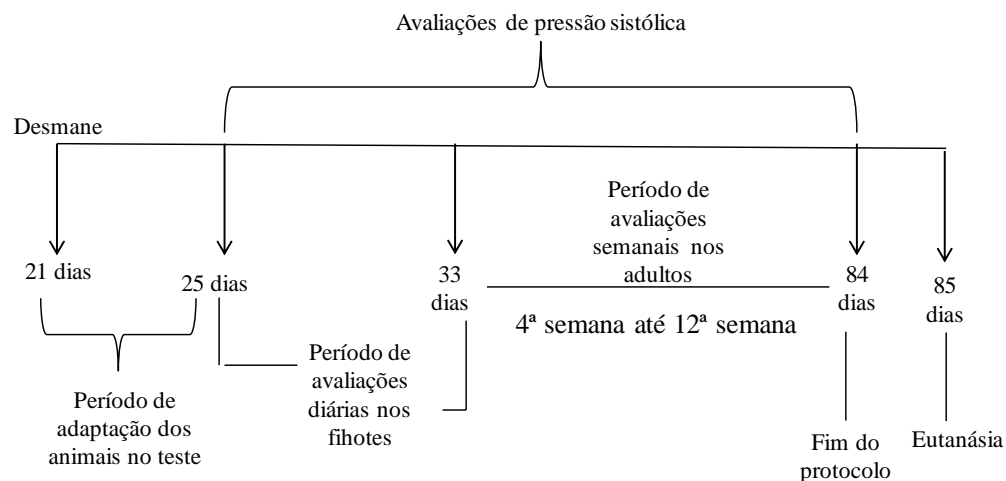 Avaliações de pressão sistólica
Desmane
Período de
avaliações
semanais nos
adultos
21 dias
25 dias
33
dias
84
dias
85
dias
4ª semana até 12ª semana
Período de
avaliações
diárias nos
fihotes
Período de
adaptação dos
animais no teste
Fim do
protocolo
Eutanásia